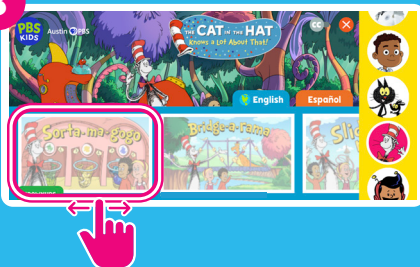 PBS
KIDS
Austin PBS
THE CAT IN THE HAT
Knows a Lot About That!
CC
English
Español
Sorta-ma-gogo
Bridge-a-rama